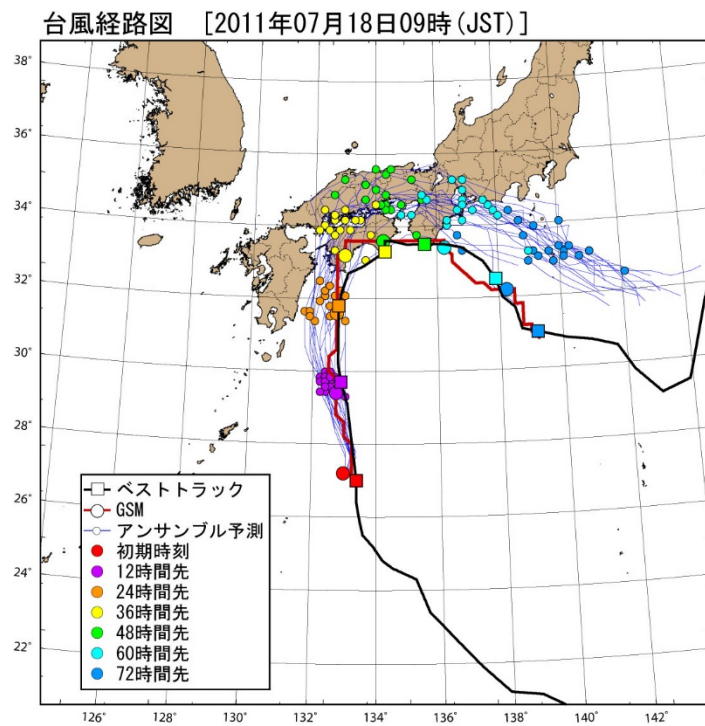 台風経路図 [2011年07月18日09時(JST)]
38°
36°
34°
32°
30°
28°
26°
24°
22°
ベストトラック
GSM
アンサンブル予測
初期時刻
12時間先
24時間先
36時間先
48時間先
60時間先
72時間先
126° 128° 130° 132° 134° 136° 138° 140° 142°